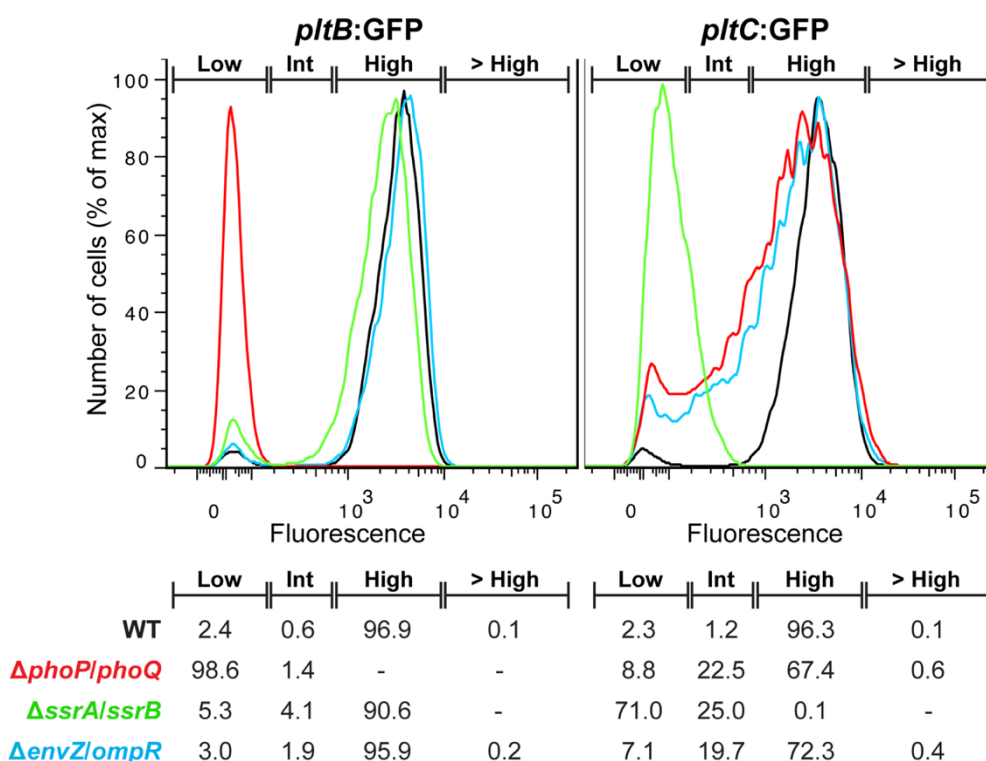 pltB:GFP pltC:GFP
Low Int High > High Low Int High > High
100
80
60
40
20
0
Number of cells (% of max)
0 10^3 10^4 10^5 0 10^3 10^4 10^5
Fluorescence Fluorescence
Low Int High > High Low Int High > High
WT 2.4 0.6 96.9 0.1 2.3 1.2 96.3 0.1
ΔphoP/phoQ 98.6 1.4 - - 8.8 22.5 67.4 0.6
ΔssrA/ssrB 5.3 4.1 90.6 - 71.0 25.0 0.1 -
ΔenvZ/ompR 3.0 1.9 95.9 0.2 7.1 19.7 72.3 0.4